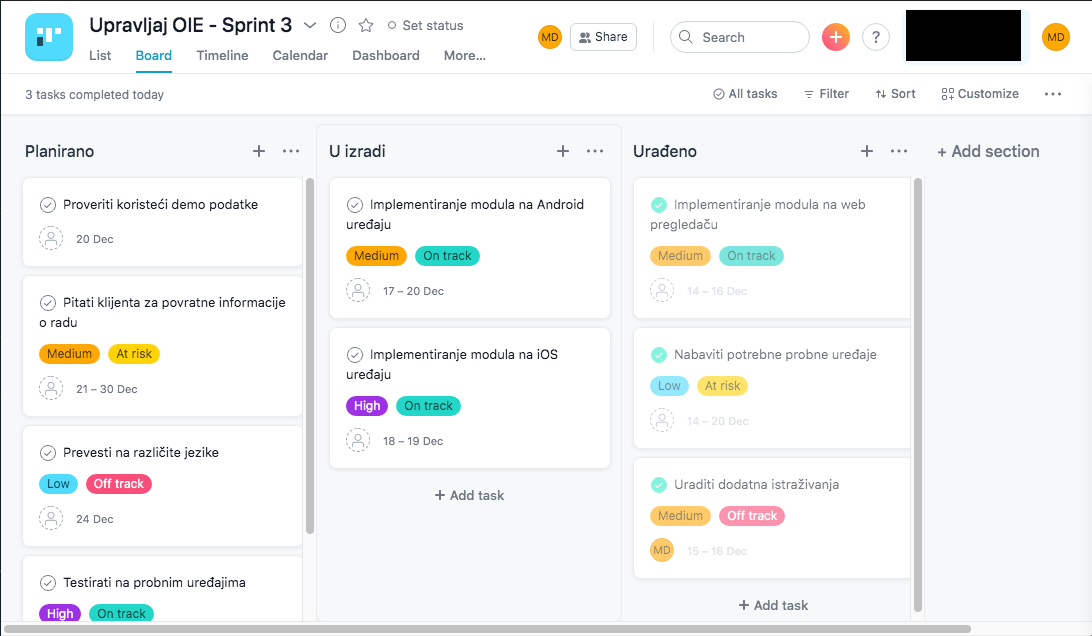 Upravljaj OIE - Sprint 3
Set status
List
Board
Timeline
Calendar
Dashboard
More...
MD
Share
Search
?
MD
3 tasks completed today
All tasks
Filter
Sort
Customize
Planirano
Proveriti koristeći demo podatke
20 Dec
Pitati klijenta za povratne informacije
o radu
Medium
At risk
21 – 30 Dec
Prevesti na različite jezike
Low
Off track
24 Dec
Testirati na probnim uređajima
High
On track
U izradi
Implementiranje modula na Android
uređaju
Medium
On track
17 – 20 Dec
Implementiranje modula na iOS
uređaju
High
On track
18 – 19 Dec
+ Add task
Urađeno
Implementiranje modula na web
pregledaču
Medium
On track
14 – 16 Dec
Nabaviti potrebne probne uređaje
Low
At risk
14 – 20 Dec
Uraditi dodatna istraživanja
Medium
Off track
MD
15 – 16 Dec
+ Add task
+ Add section